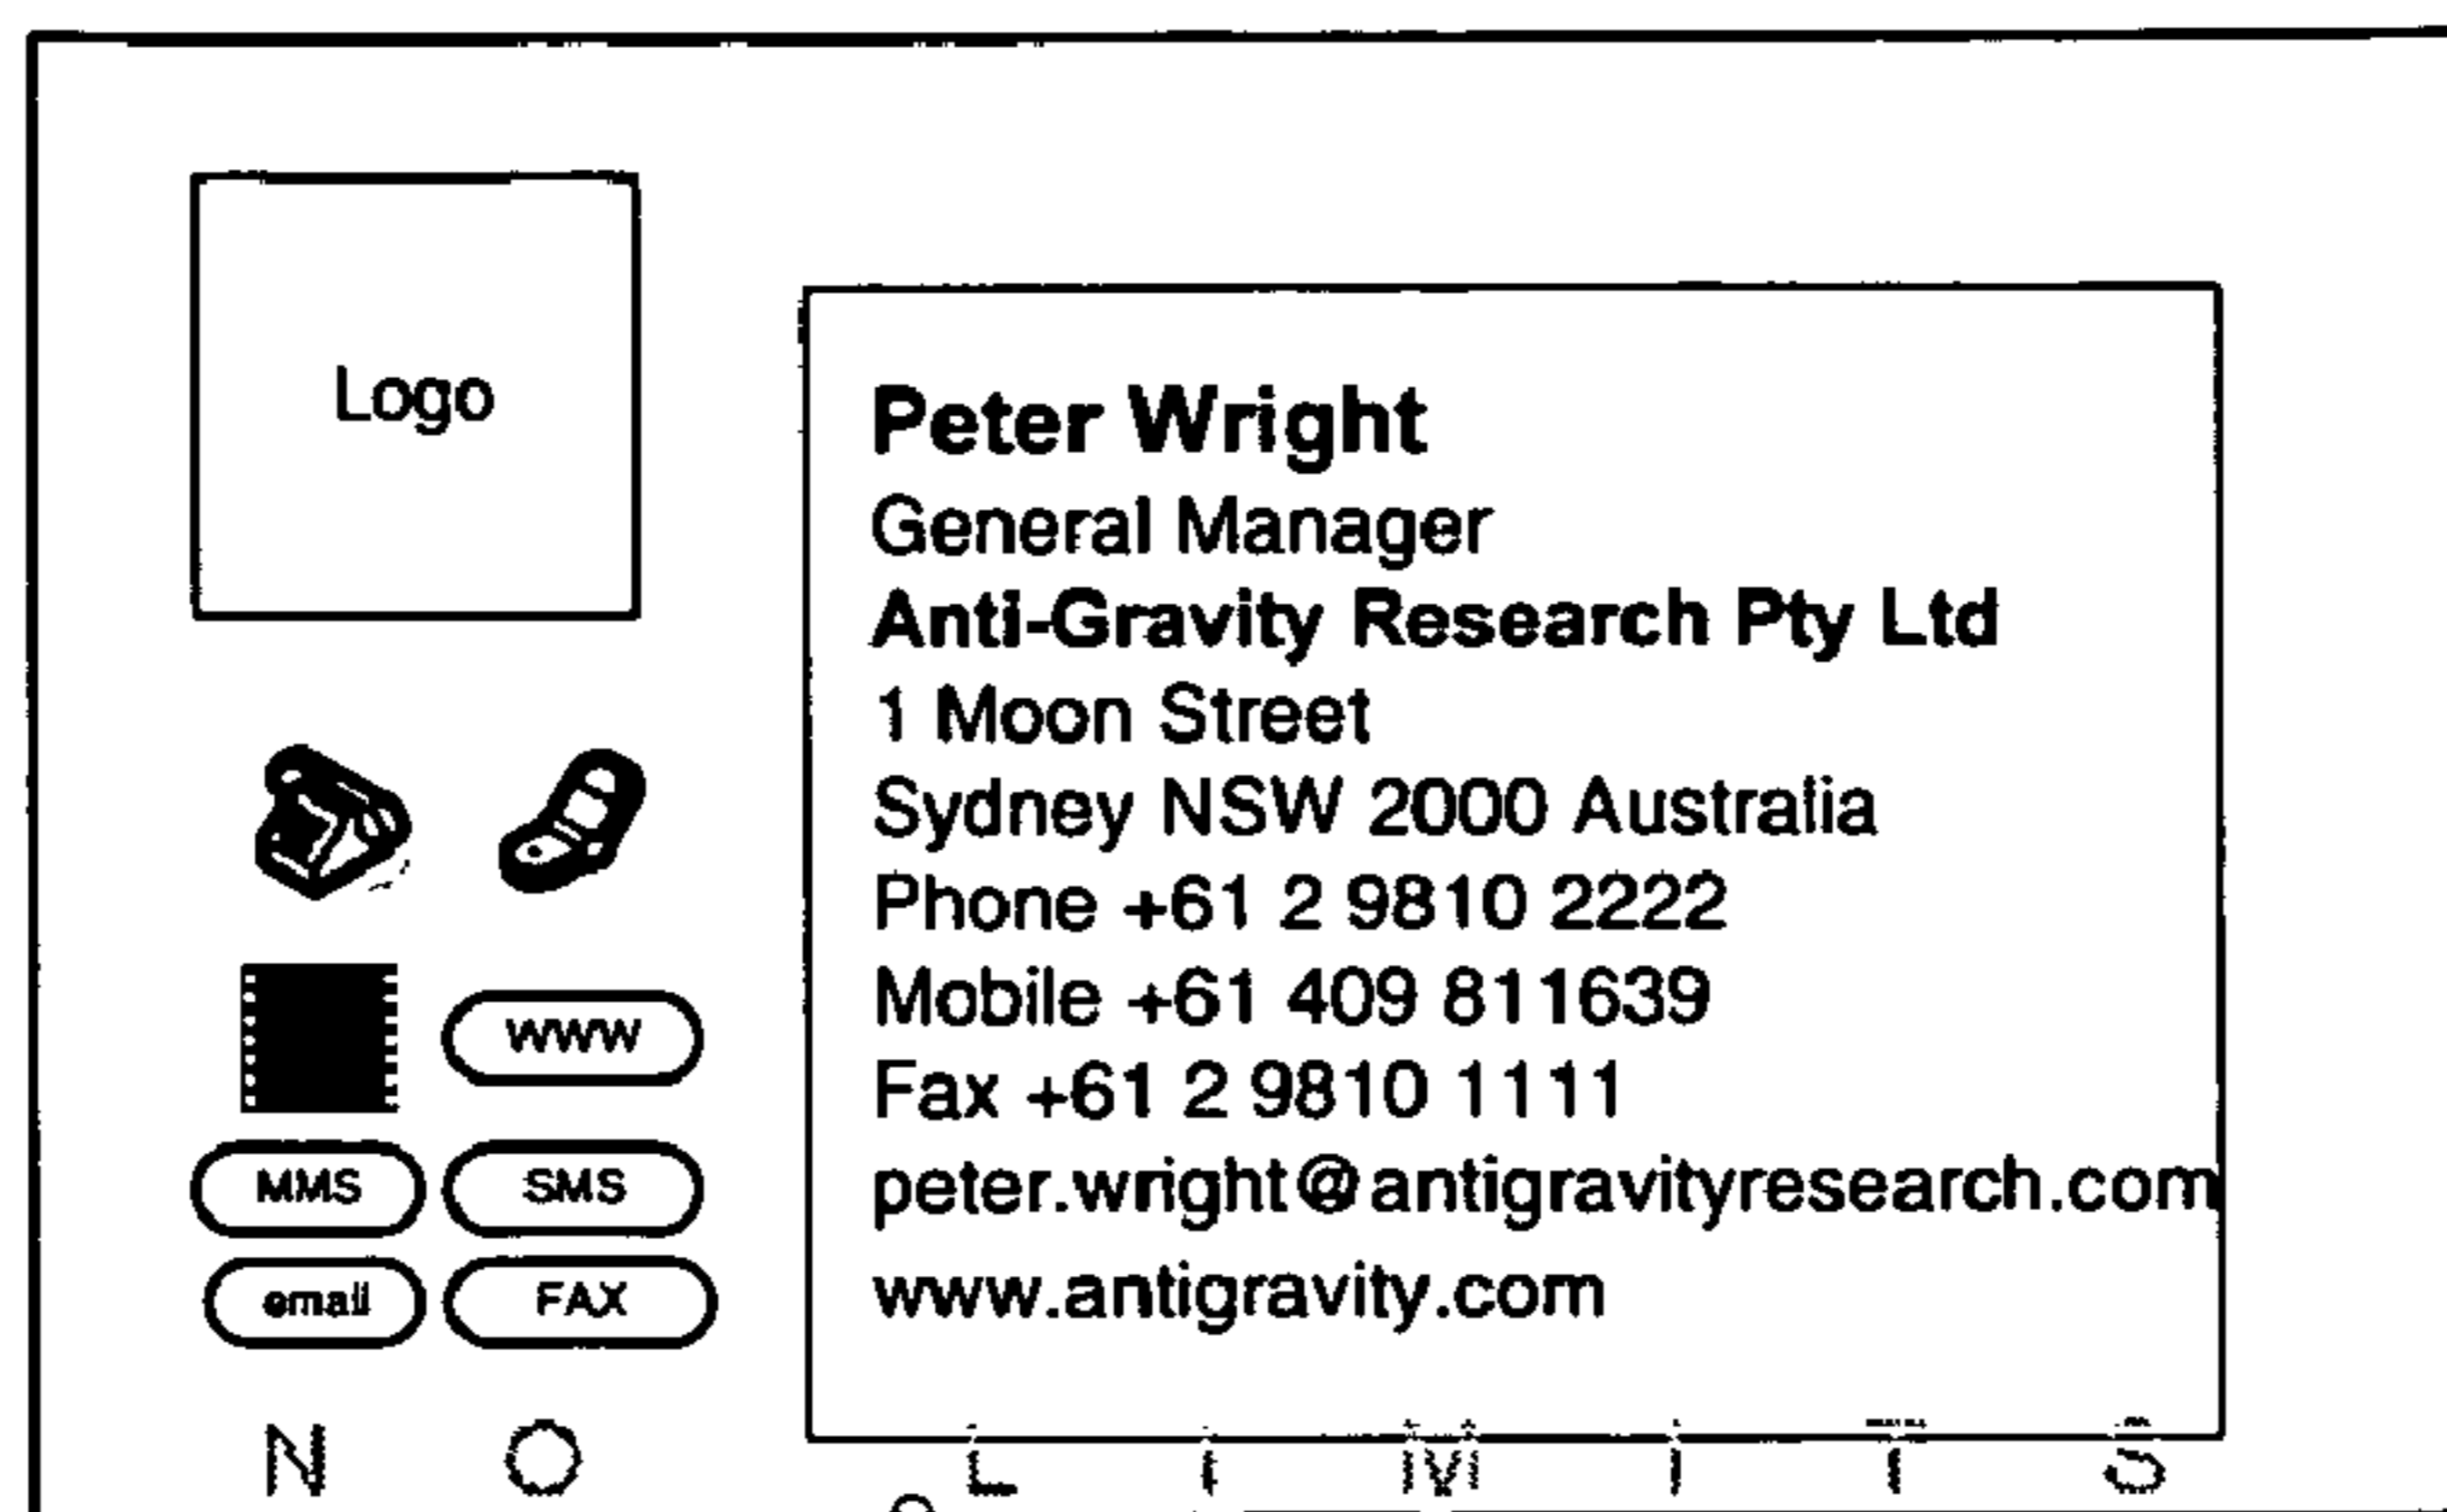 Logo
Peter Wright
General Manager
Anti-Gravity Research Pty Ltd
1 Moon Street
Sydney NSW 2000 Australia
Phone +61 2 9810 2222
Mobile +61 409 811639
Fax +61 2 9810 1111
peter.wright@antigravityresearch.com
www.antigravity.com
www
MMS SMS
email FAX
NO LIMITS